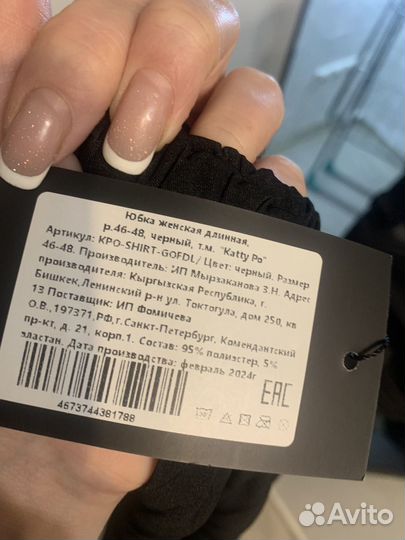 Юбка женская длинная,
р.46-48, черный, т.м. "Katty Po"
Артикул: KPO-SHIRT-GOFDL/ Цвет: черный. Размер
46-48. Производитель: ИП Мырзаканова З.Н. Адрес
производителя: Кыргызская Республика, г.
Бишкек,Ленинский р-н ул. Токтогула, дом 250, кв
13 Поставщик: ИП Фомичева
О.В.,197371,РФ,г.Санкт-Петербург, Комендантский
пр-кт, д. 21, корп.1. Состав: 95% полиэстер, 5%
эластан. Дата производства: февраль 2024г
EAC
4673744381788
Avito